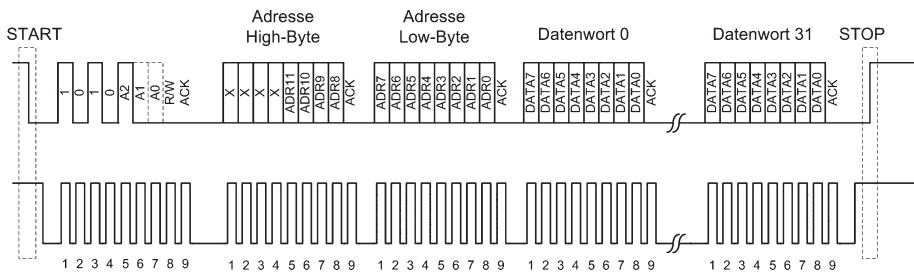 START
Adresse
High-Byte
Adresse
Low-Byte
Datenwort 0
Datenwort 31
STOP
1 0 1 0 A2 A1 A0 R/W ACK
X X X X ADR11 ADR10 ADR9 ADR8 ACK
ADR7 ADR6 ADR5 ADR4 ADR3 ADR2 ADR1 ADR0 ACK
DATA7 DATA6 DATA5 DATA4 DATA3 DATA2 DATA1 DATA0 ACK
DATA7 DATA6 DATA5 DATA4 DATA3 DATA2 DATA1 DATA0 ACK
1 2 3 4 5 6 7 8 9
1 2 3 4 5 6 7 8 9
1 2 3 4 5 6 7 8 9
1 2 3 4 5 6 7 8 9
1 2 3 4 5 6 7 8 9